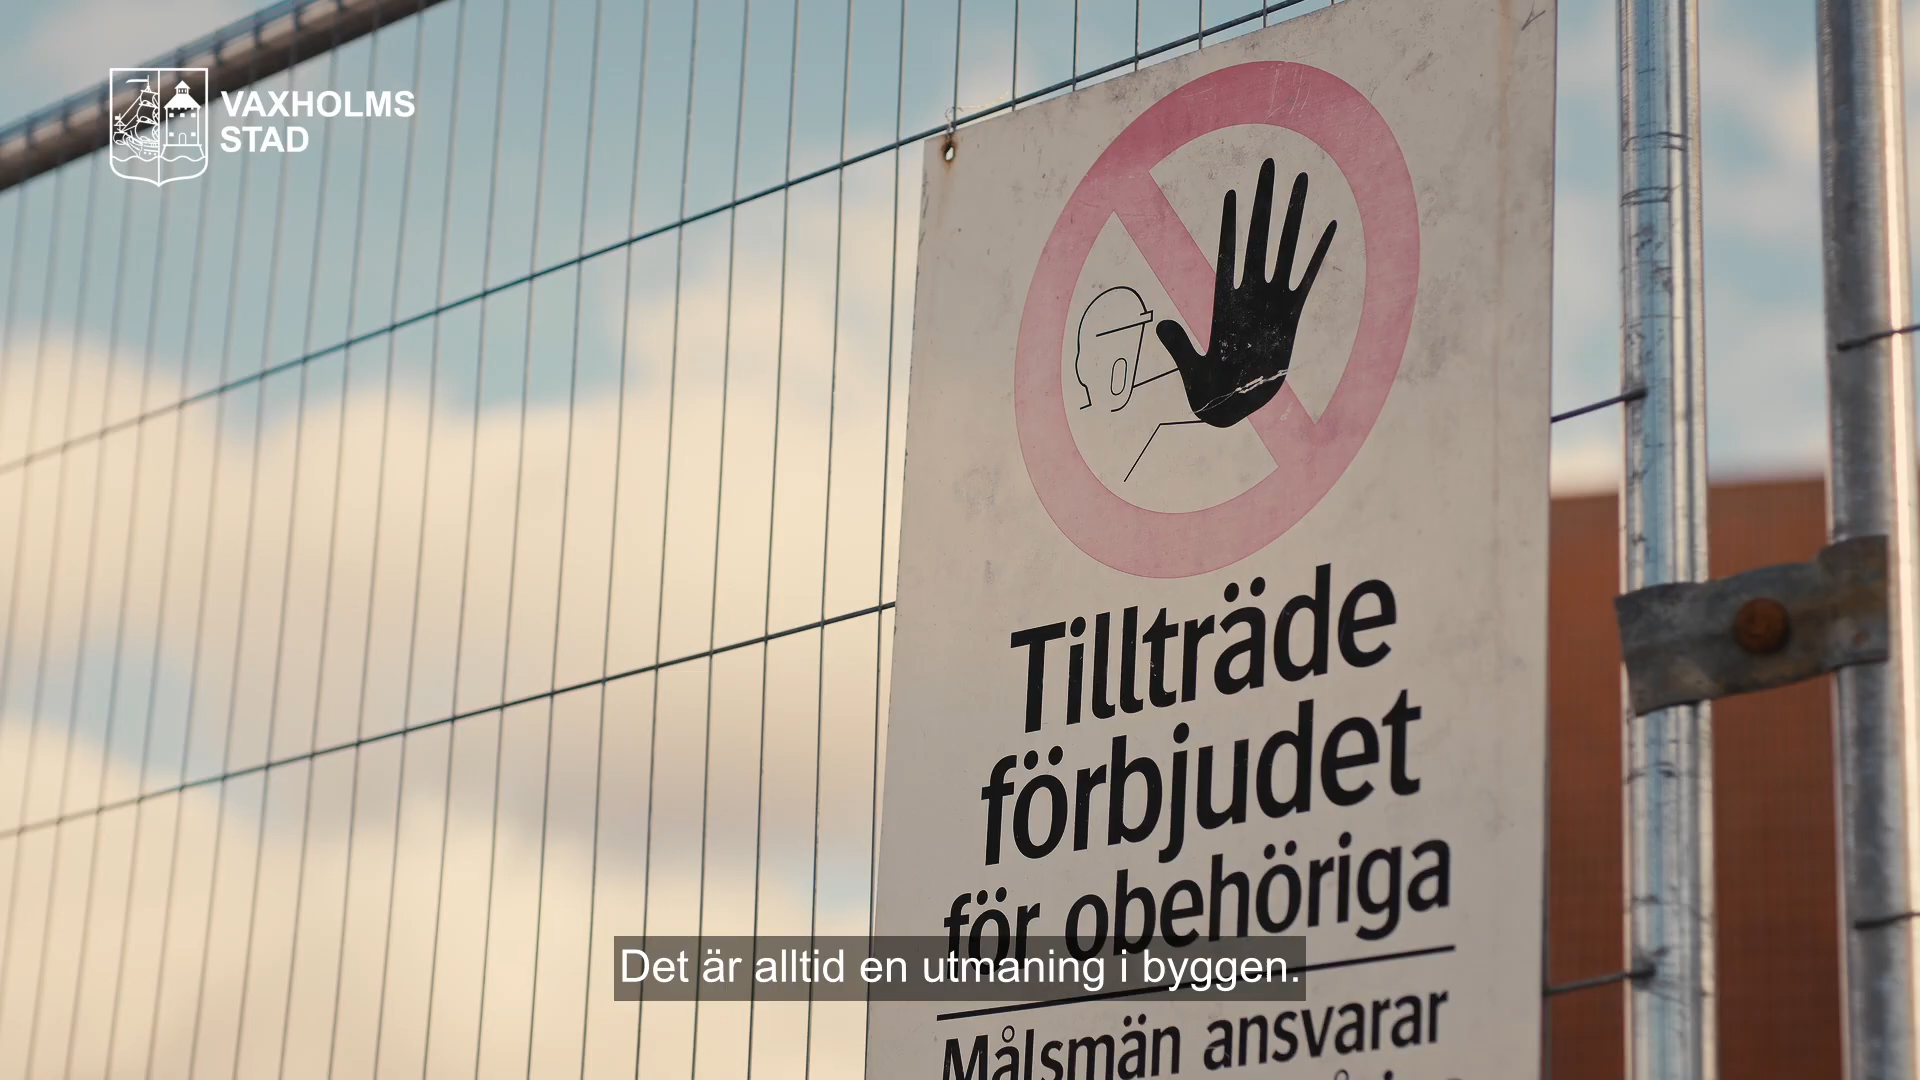 VAXHOLMS
STAD
Tillträde
förbjudet
för obehöriga
Det är alltid en utmaning i byggen.
Målsmän ansvarar